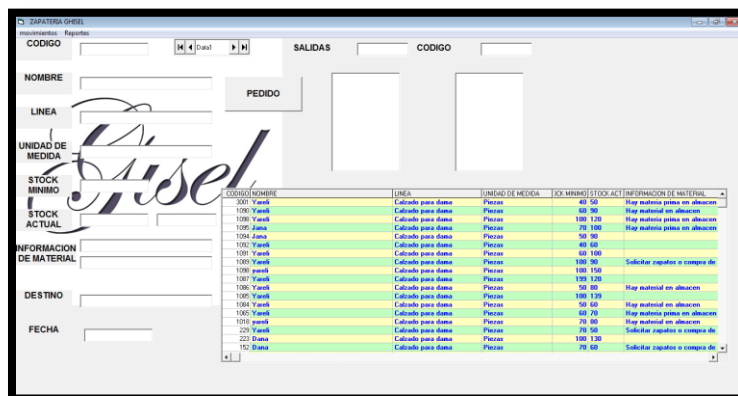 ZAPATERIA GHISEL
movimientos Reportes
CODIGO
Data1
SALIDAS
CODIGO
NOMBRE
PEDIDO
LINEA
Gisel
UNIDAD DE
MEDIDA
STOCK
MINIMO
STOCK
ACTUAL
INFORMACION
DE MATERIAL
DESTINO
FECHA
CODIGO NOMBRE LINEA UNIDAD DE MEDIDA OCK MINIMO STOCK ACT INFORMACION DE MATERIAL
3001 Yareli Calzado para dama Piezas 40 50 Hay materia prima en almacen
1090 Yareli Calzado para dama Piezas 60 90 Hay material en almacen
1098 Yareli Calzado para dama Piezas 100 120 Hay materia prima en almacen
1095 Jana Calzado para dama Piezas 70 100 Hay materia prima en almacen
1094 Jana Calzado para dama Piezas 50 90
1092 Yareli Calzado para dama Piezas 40 60
1091 Yareli Calzado para dama Piezas 60 100
1089 Yareli Calzado para dama Piezas 100 90 Solicitar zapatos o compra de
1098 pareli Calzado para dama Piezas 100 150
1087 Yareli Calzado para dama Piezas 199 120
1086 Yareli Calzado para dama Piezas 50 80 Hay material en almacen
1005 Yareli Calzado para dama Piezas 100 139
1084 Yareli Calzado para dama Piezas 50 60 Hay material en almacen
1065 Yareli Calzado para dama Piezas 60 70 Hay materia prima en almacen
1018 yareli Calzado para dama Piezas 70 80 Hay material en almacen
229 Yareli Calzado para dama Piezas 70 50 Solicitar zapatos o compra de
223 Dana Calzado para dama Piezas 100 130
152 Dana Calzado para dama Piezas 70 60 Solicitar zapatos o compra de